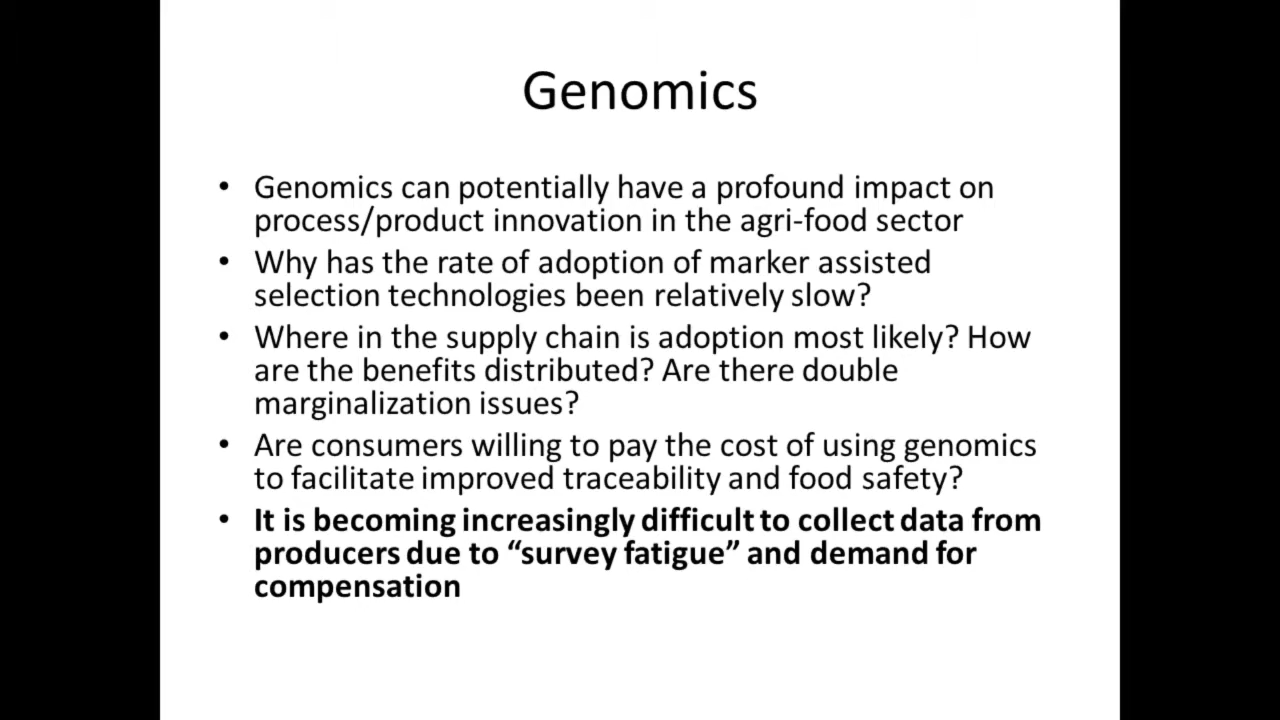 Genomics
• Genomics can potentially have a profound impact on
process/product innovation in the agri-food sector
• Why has the rate of adoption of marker assisted
selection technologies been relatively slow?
• Where in the supply chain is adoption most likely? How
are the benefits distributed? Are there double
marginalization issues?
• Are consumers willing to pay the cost of using genomics
to facilitate improved traceability and food safety?
• It is becoming increasingly difficult to collect data from
producers due to “survey fatigue” and demand for
compensation